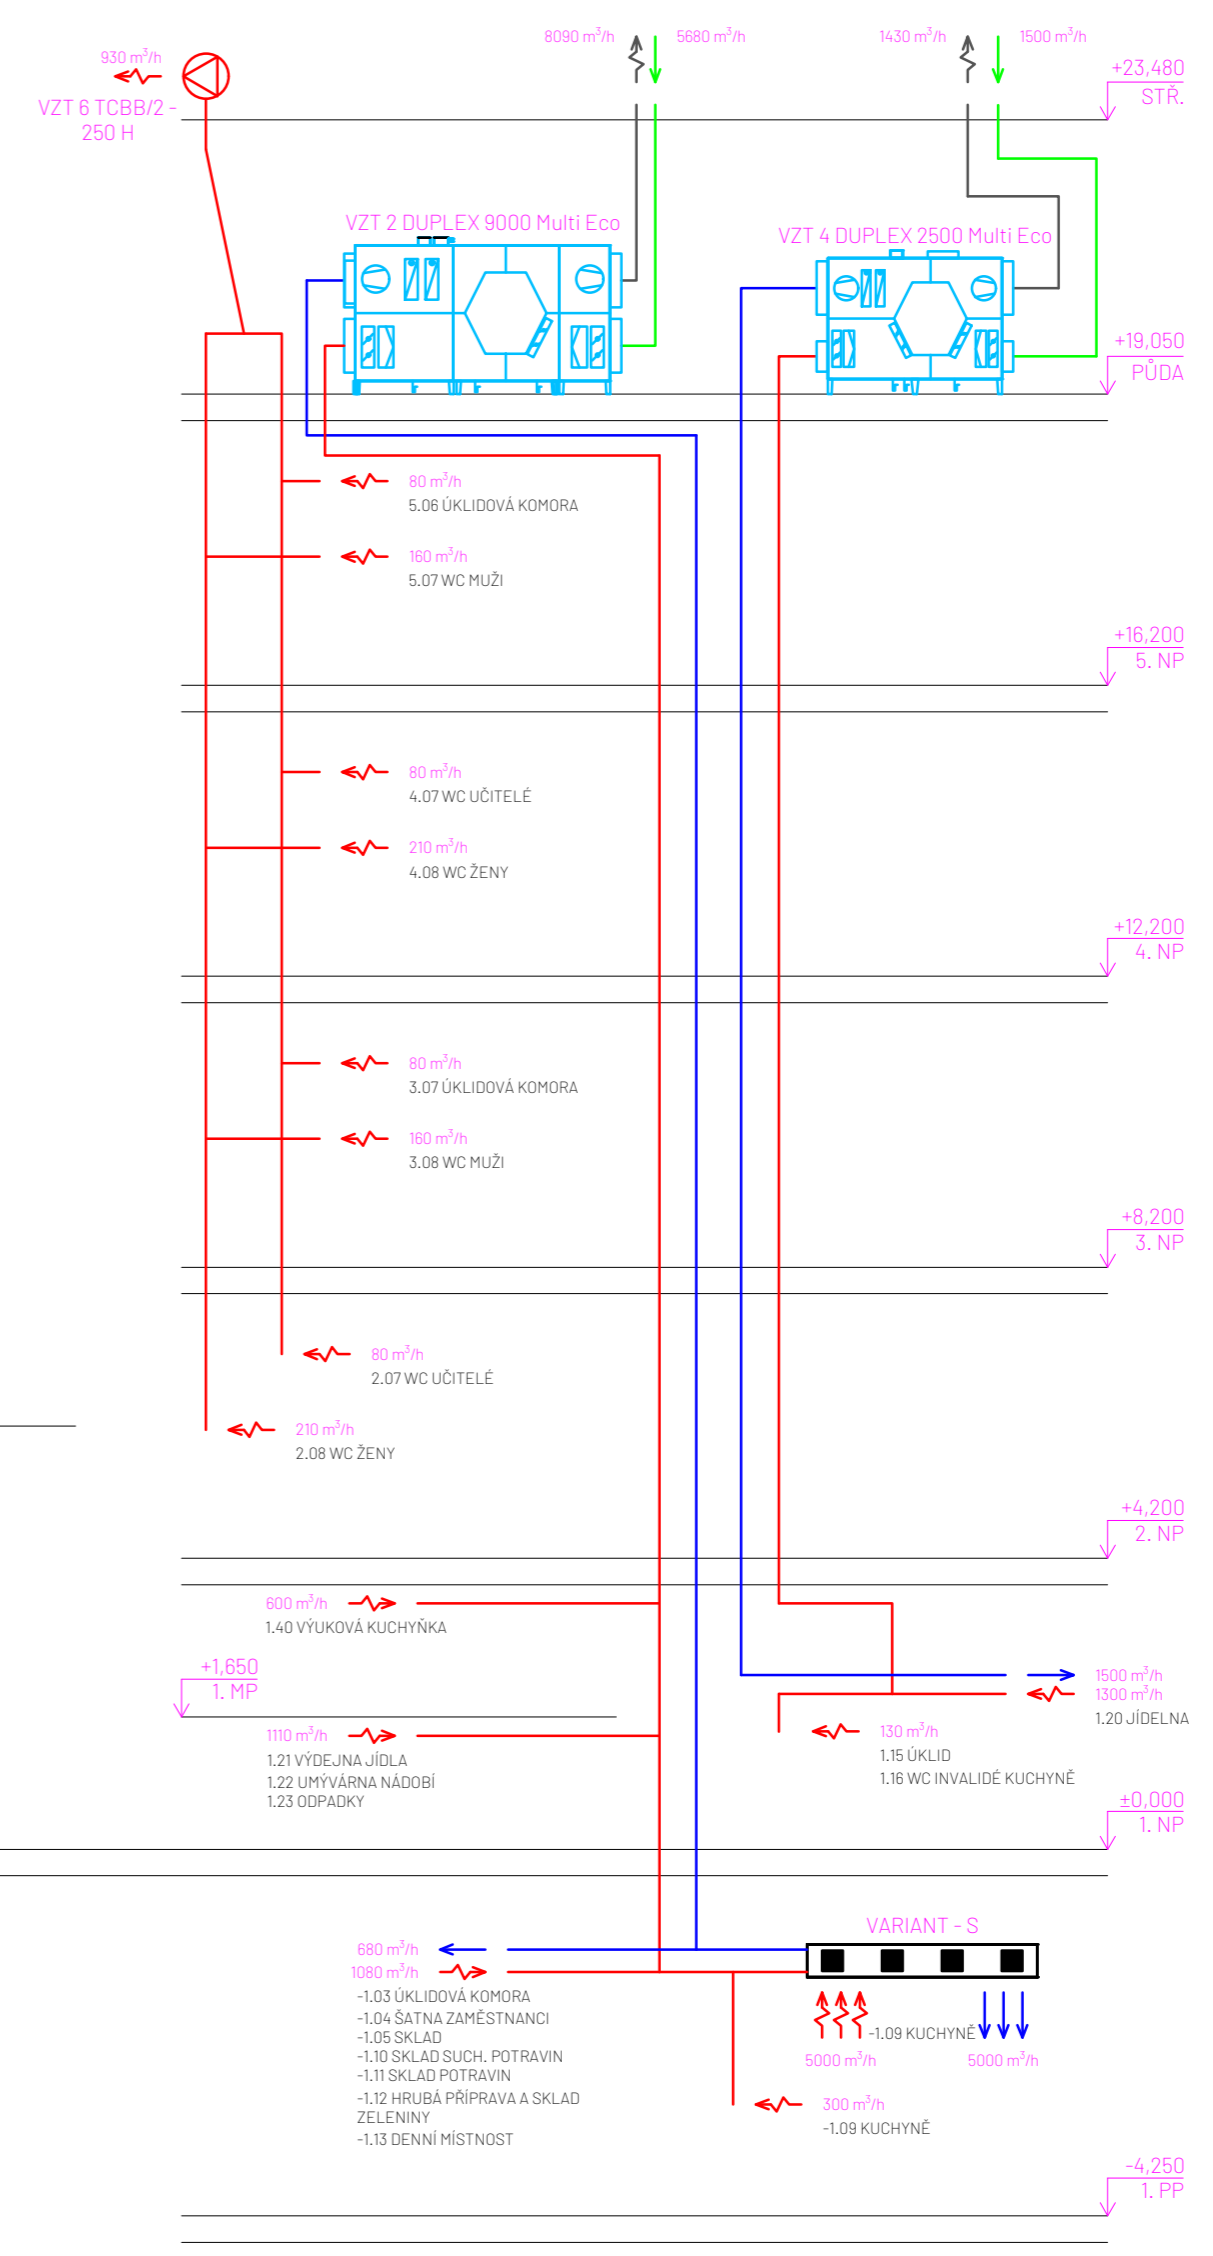 8090 m³/h
5680 m³/h
1430 m³/h
1500 m³/h
930 m³/h
VZT 6 TCBB/2 -
250 H
+23,480
STŘ.
VZT 2 DUPLEX 9000 Multi Eco
VZT 4 DUPLEX 2500 Multi Eco
+19,050
PŮDA
80 m³/h
5.06 ÚKLIDOVÁ KOMORA
160 m³/h
5.07 WC MUŽI
+16,200
5. NP
80 m³/h
4.07 WC UČITELÉ
210 m³/h
4.08 WC ŽENY
+12,200
4. NP
80 m³/h
3.07 ÚKLIDOVÁ KOMORA
160 m³/h
3.08 WC MUŽI
+8,200
3. NP
80 m³/h
2.07 WC UČITELÉ
210 m³/h
2.08 WC ŽENY
+4,200
2. NP
600 m³/h
1.40 VÝUKOVÁ KUCHYŇKA
+1,650
1. MP
1500 m³/h
1300 m³/h
1.20 JÍDELNA
1110 m³/h
1.21 VÝDEJNA JÍDLA
1.22 UMÝVÁRNA NÁDOBÍ
1.23 ODPADKY
130 m³/h
1.15 ÚKLID
1.16 WC INVALIDÉ KUCHYNĚ
±0,000
1. NP
VARIANT - S
680 m³/h
1080 m³/h
-1.03 ÚKLIDOVÁ KOMORA
-1.04 ŠATNA ZAMĚSTNANCI
-1.05 SKLAD
-1.10 SKLAD SUCH. POTRAVIN
-1.11 SKLAD POTRAVIN
-1.12 HRUBÁ PŘÍPRAVA A SKLAD
ZELENINY
-1.13 DENNÍ MÍSTNOST
-1.09 KUCHYNĚ
5000 m³/h
5000 m³/h
300 m³/h
-1.09 KUCHYNĚ
-4,250
1. PP